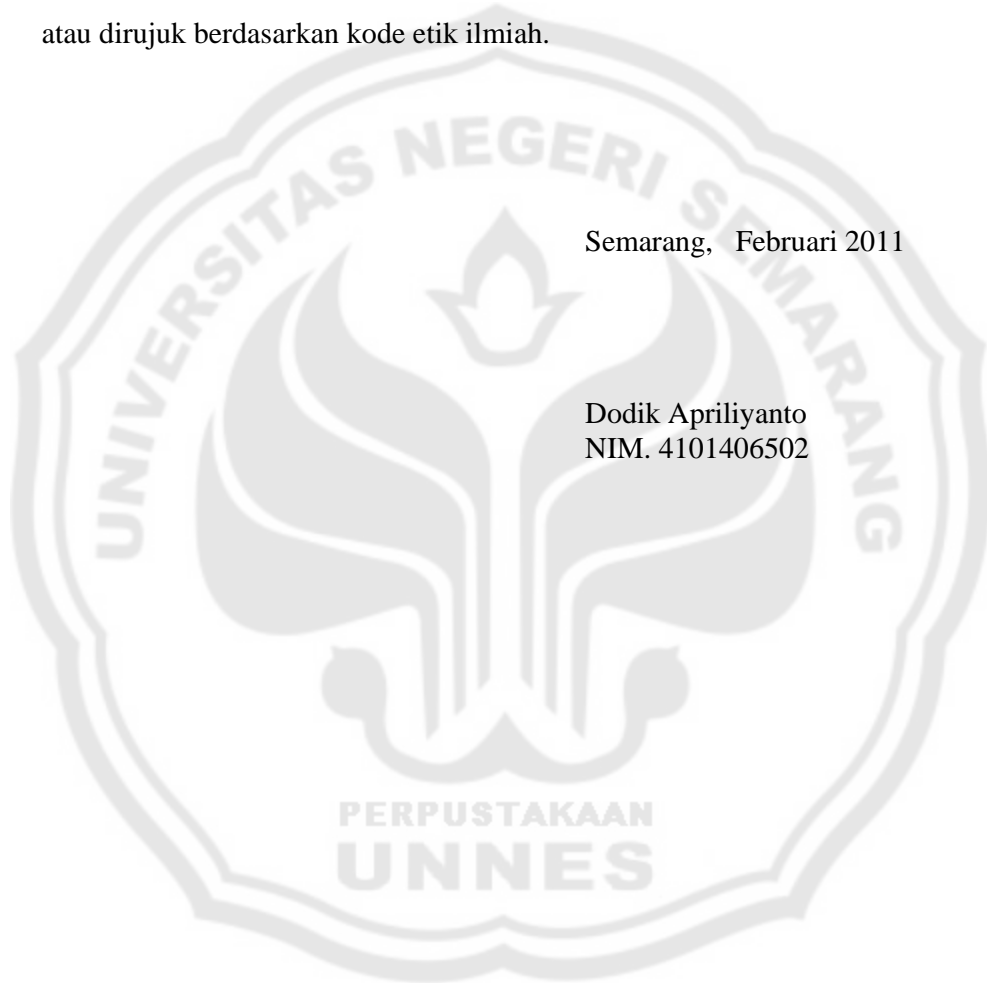 atau dirujuk berdasarkan kode etik ilmiah.
UNIVERSITAS NEGERI SEMARANG
Semarang,   Februari 2011
Dodik Apriliyanto
NIM. 4101406502
PERPUSTAKAAN
UNNES